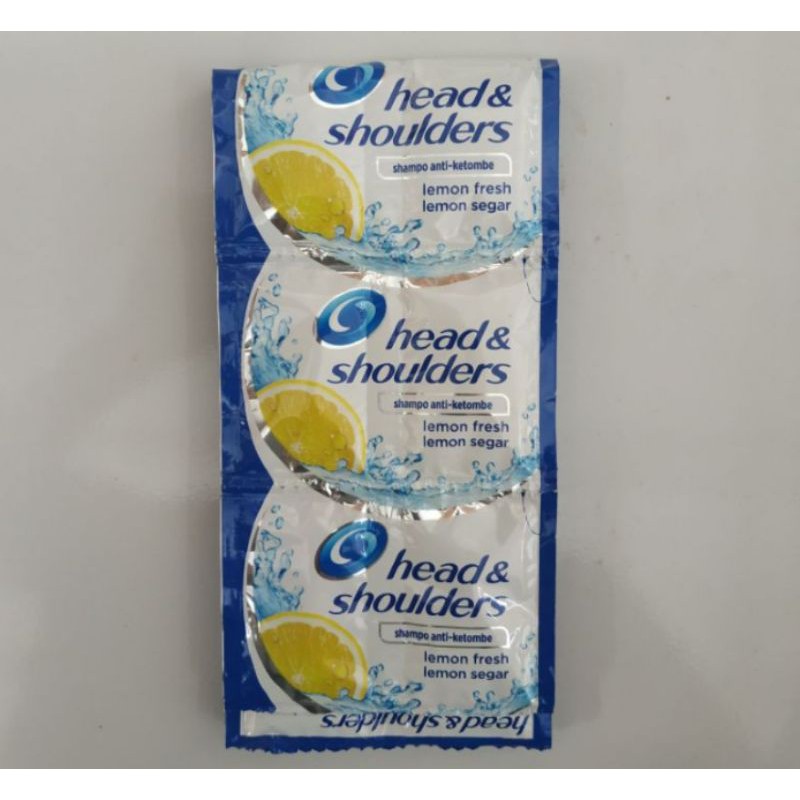 head &
shoulders
shampo anti-ketombe
lemon fresh
lemon segar
head &
shoulders
shampo anti-ketombe
lemon fresh
lemon segar
head &
shoulders
shampo anti-ketombe
lemon fresh
lemon segar
head & shoulders